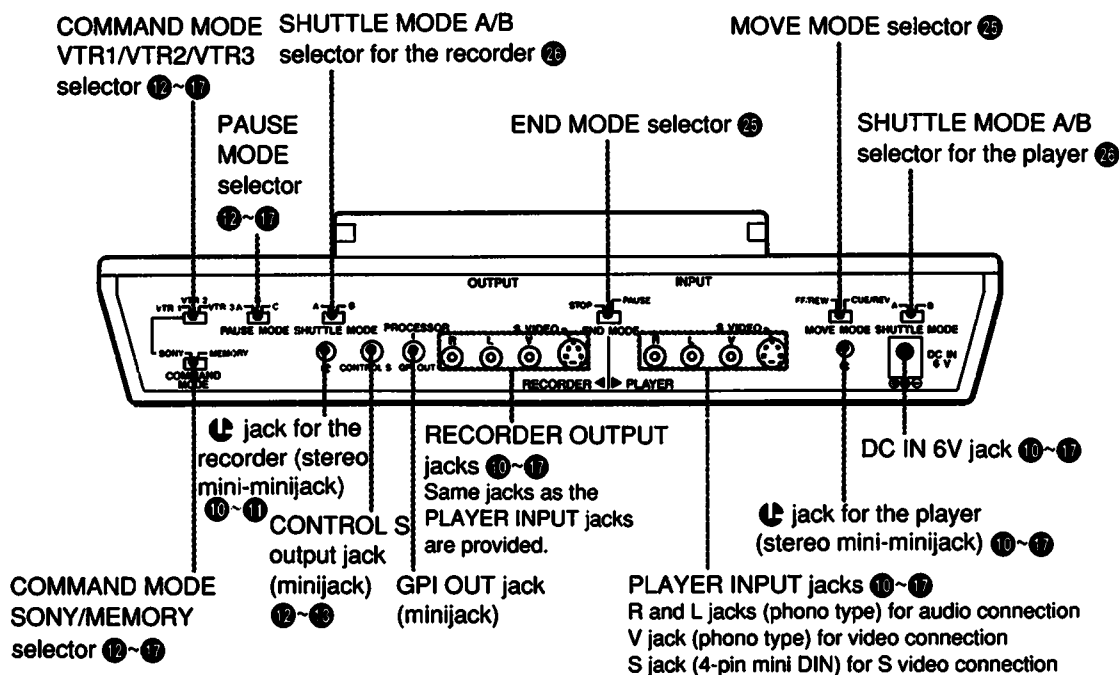 COMMAND MODE
VTR1/VTR2/VTR3
selector ⑫~⑰
SHUTTLE MODE A/B
selector for the recorder ㉖
MOVE MODE selector ㉕
PAUSE
MODE
selector
⑫~⑰
END MODE selector ㉕
SHUTTLE MODE A/B
selector for the player ㉖
OUTPUT INPUT
VTR 2
VTR 1 VTR 3
A B C
PAUSE MODE
A B
SHUTTLE MODE
STOP PAUSE
END MODE
FF/REW CUE/REV
MOVE MODE
A B
SHUTTLE MODE
SONY MEMORY
COMMAND
MODE
CONTROL S
PROCESSOR
GPI OUT
R L V S VIDEO
R L V S VIDEO
DC IN
6 V
RECORDER ◀ ▶ PLAYER
jack for the
recorder (stereo
mini-minijack)
⑩~⑪
CONTROL S
output jack
(minijack)
⑫~⑬
RECORDER OUTPUT
jacks ⑩~⑰
Same jacks as the
PLAYER INPUT jacks
are provided.
GPI OUT jack
(minijack)
DC IN 6V jack ⑩~⑰
jack for the player
(stereo mini-minijack) ⑩~⑰
COMMAND MODE
SONY/MEMORY
selector ⑫~⑰
PLAYER INPUT jacks ⑩~⑰
R and L jacks (phono type) for audio connection
V jack (phono type) for video connection
S jack (4-pin mini DIN) for S video connection